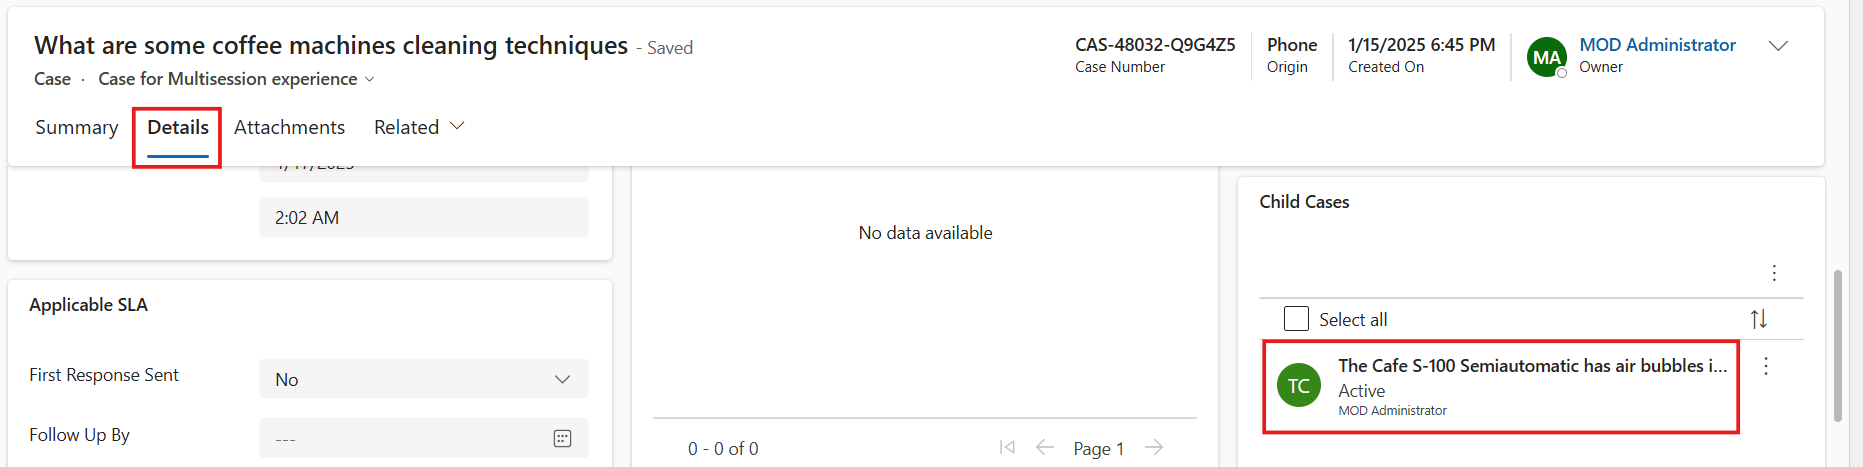 What are some coffee machines cleaning techniques - Saved
Case · Case for Multisession experience
CAS-48032-Q9G4Z5
Case Number
Phone
Origin
1/15/2025 6:45 PM
Created On
MA
MOD Administrator
Owner
Summary Details Attachments Related
2:02 AM
Applicable SLA
First Response Sent No
Follow Up By ---
No data available
0 - 0 of 0 Page 1
Child Cases
Select all
TC
The Cafe S-100 Semiautomatic has air bubbles i...
Active
MOD Administrator